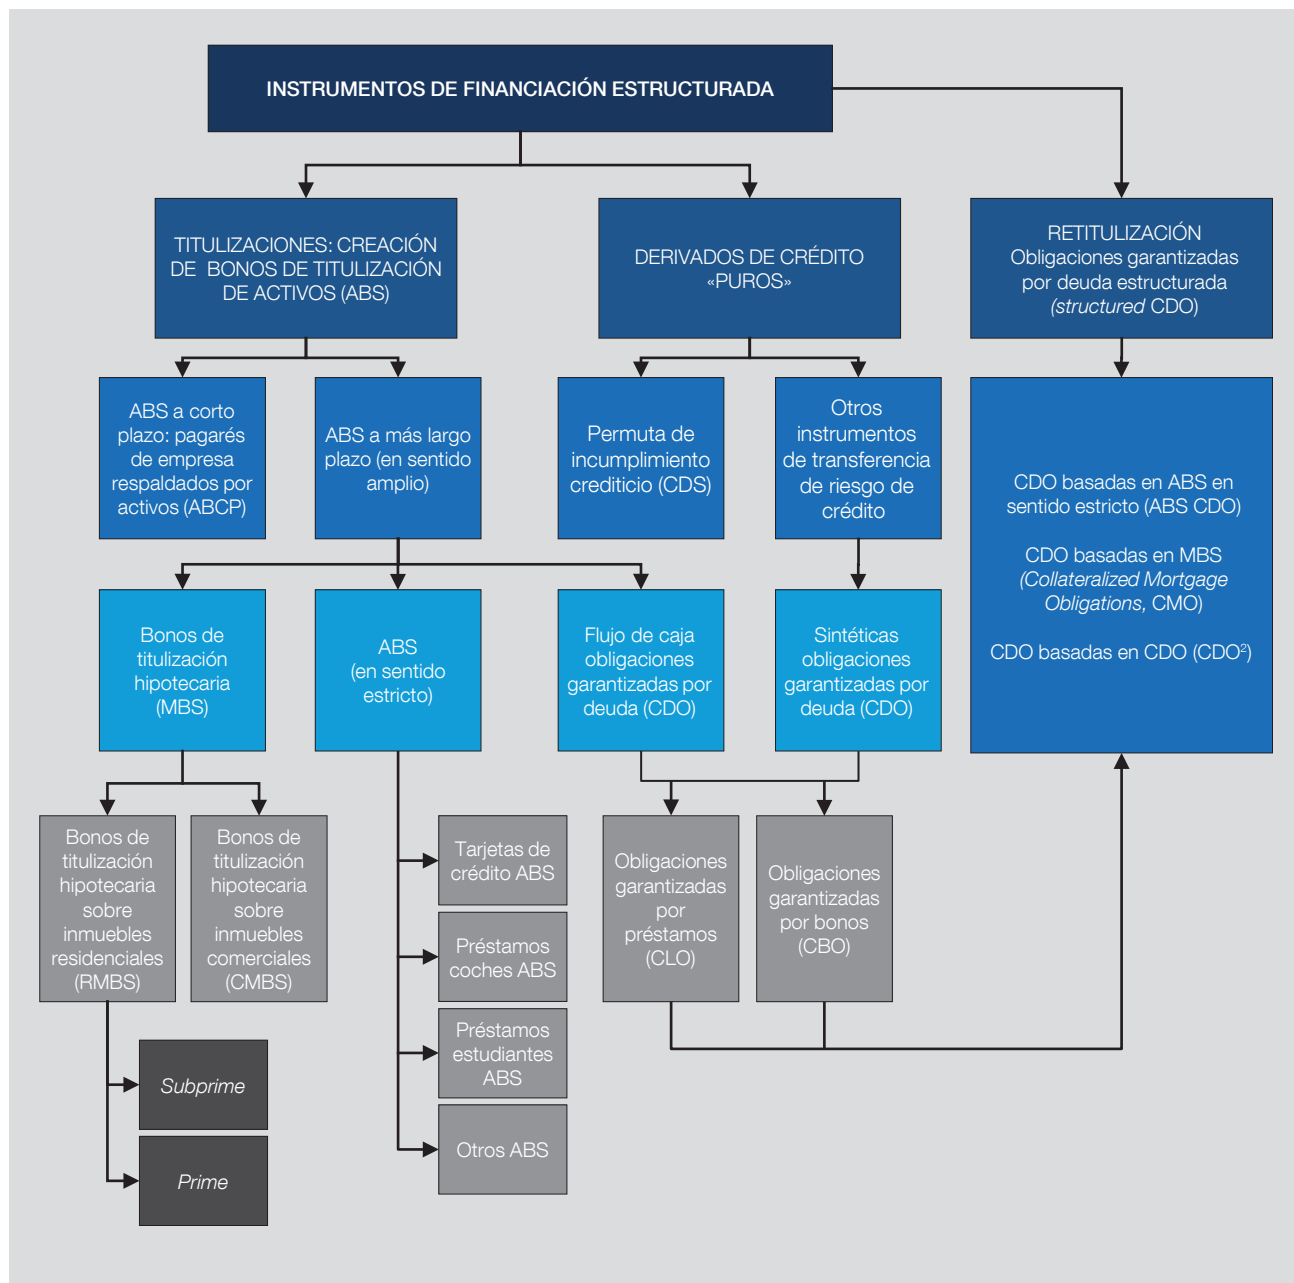 INSTRUMENTOS DE FINANCIACIÓN ESTRUCTURADA
TITULIZACIONES: CREACIÓN
DE BONOS DE TITULIZACIÓN
DE ACTIVOS (ABS)
DERIVADOS DE CRÉDITO
«PUROS»
RETITULIZACIÓN
Obligaciones garantizadas
por deuda estructurada
(structured CDO)
ABS a corto
plazo: pagarés
de empresa
respaldados por
activos (ABCP)
ABS a más largo
plazo (en sentido
amplio)
Permuta de
incumplimiento
crediticio (CDS)
Otros
instrumentos
de transferencia
de riesgo de
crédito
CDO basadas en ABS en
sentido estricto (ABS CDO)
CDO basadas en MBS
(Collateralized Mortgage
Obligations, CMO)
CDO basadas en CDO (CDO²)
Bonos de
titulización
hipotecaria
(MBS)
ABS
(en sentido
estricto)
Flujo de caja
obligaciones
garantizadas por
deuda (CDO)
Sintéticas
obligaciones
garantizadas por
deuda (CDO)
Bonos de
titulización
hipotecaria
sobre
inmuebles
residenciales
(RMBS)
Bonos de
titulización
hipotecaria
sobre
inmuebles
comerciales
(CMBS)
Tarjetas de
crédito ABS
Préstamos
coches ABS
Préstamos
estudiantes
ABS
Otros ABS
Obligaciones
garantizadas
por
préstamos
(CLO)
Obligaciones
garantizadas
por bonos
(CBO)
Subprime
Prime